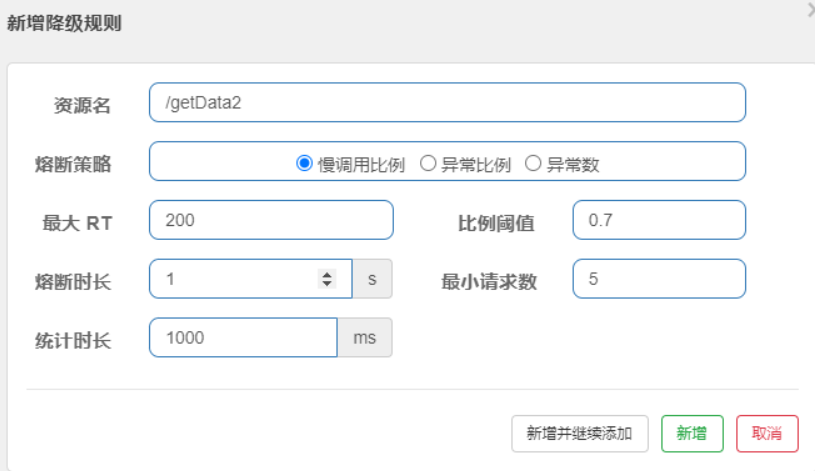 新增降级规则
资源名 /getData2
熔断策略 慢调用比例 异常比例 异常数
最大 RT 200 比例阈值 0.7
熔断时长 1 s 最小请求数 5
统计时长 1000 ms
新增并继续添加 新增 取消